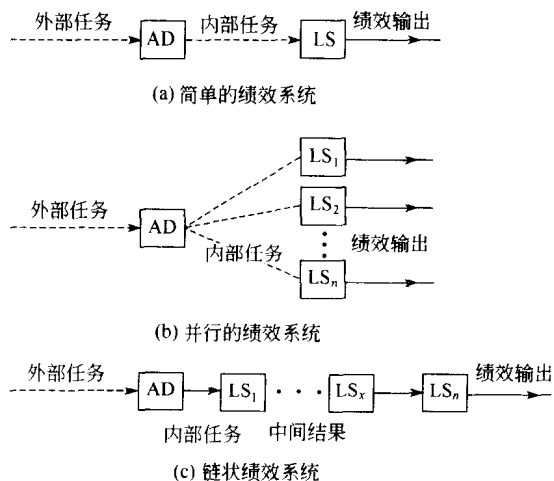 外部任务 内部任务 绩效输出
AD LS
(a) 简单的绩效系统
LS₁
外部任务 AD LS₂
内部任务 绩效输出
LSₙ
(b) 并行的绩效系统
外部任务 绩效输出
AD LS₁ LSₓ LSₙ
内部任务 中间结果
(c) 链状绩效系统